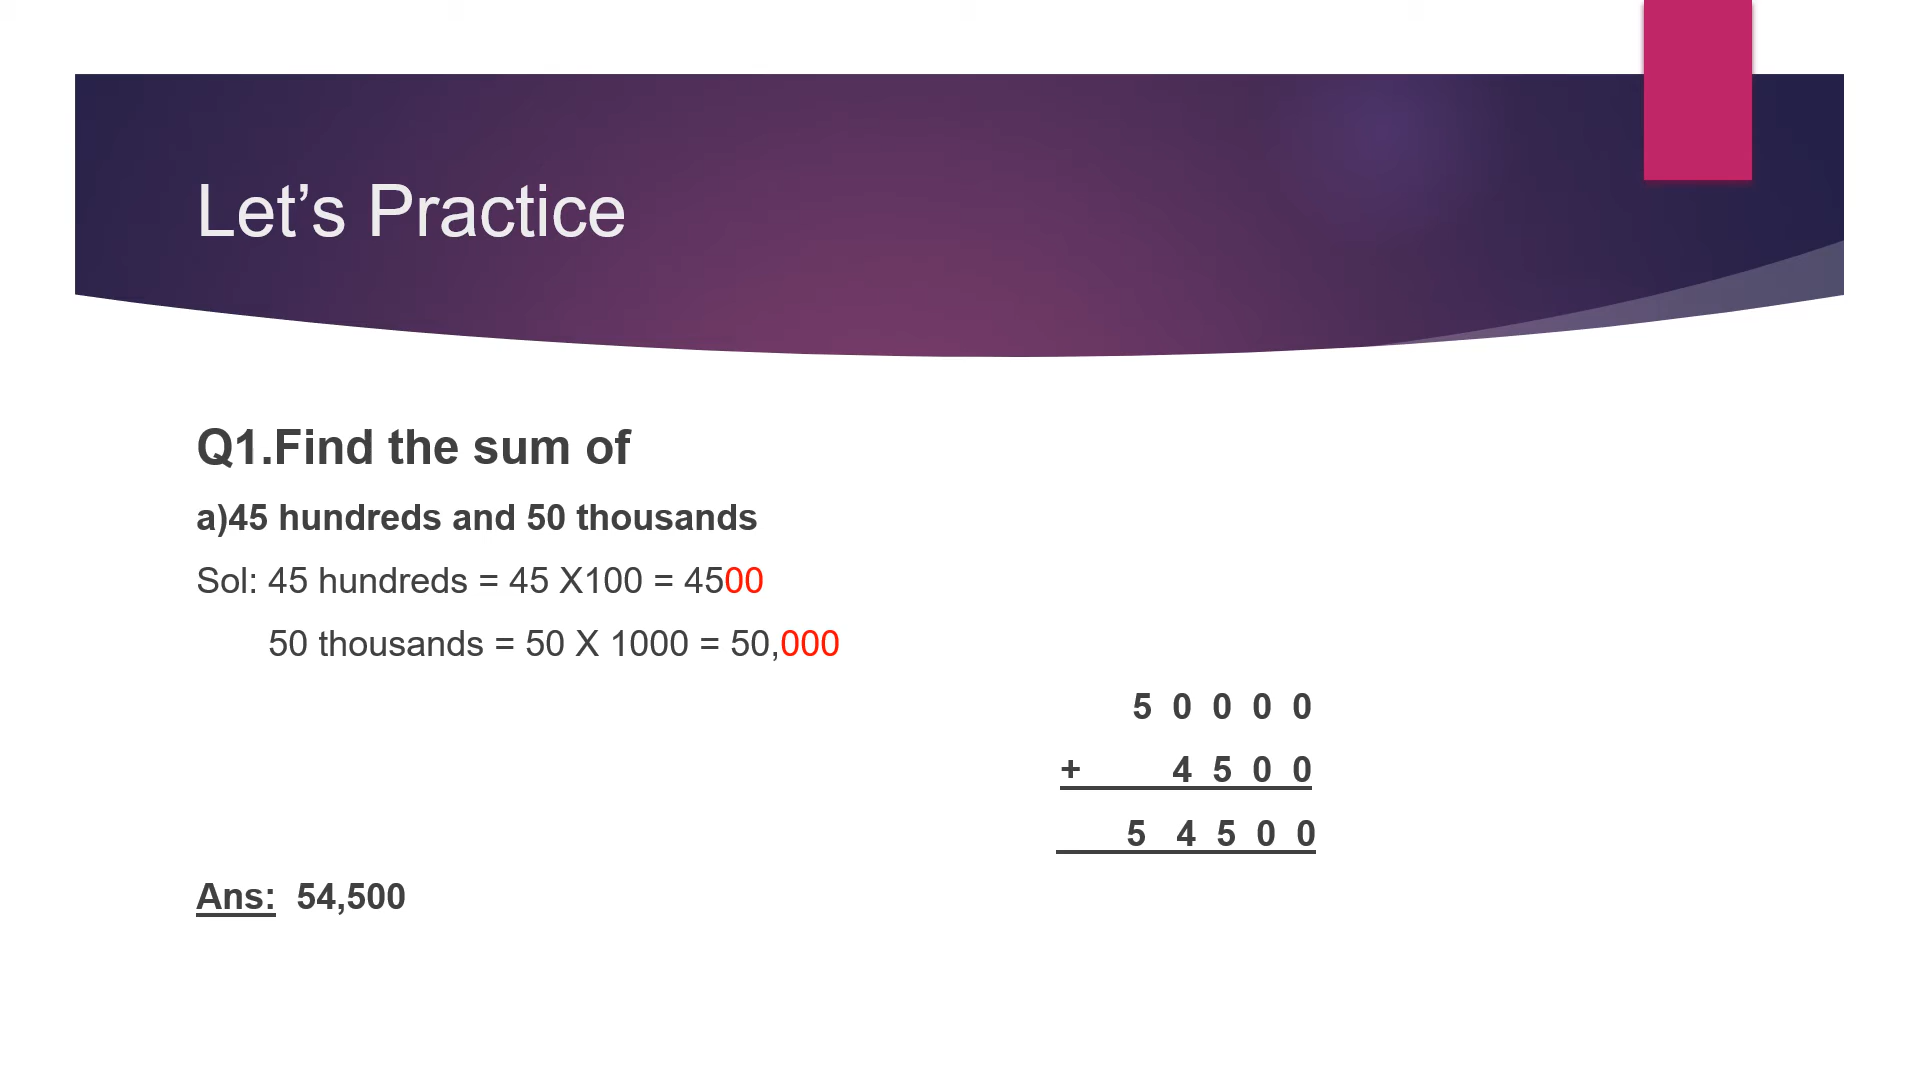 Let’s Practice
Q1.Find the sum of
a)45 hundreds and 50 thousands
Sol: 45 hundreds = 45 X100 = 4500
50 thousands = 50 X 1000 = 50,000
5 0 0 0 0
+ 4 5 0 0
5 4 5 0 0
Ans: 54,500